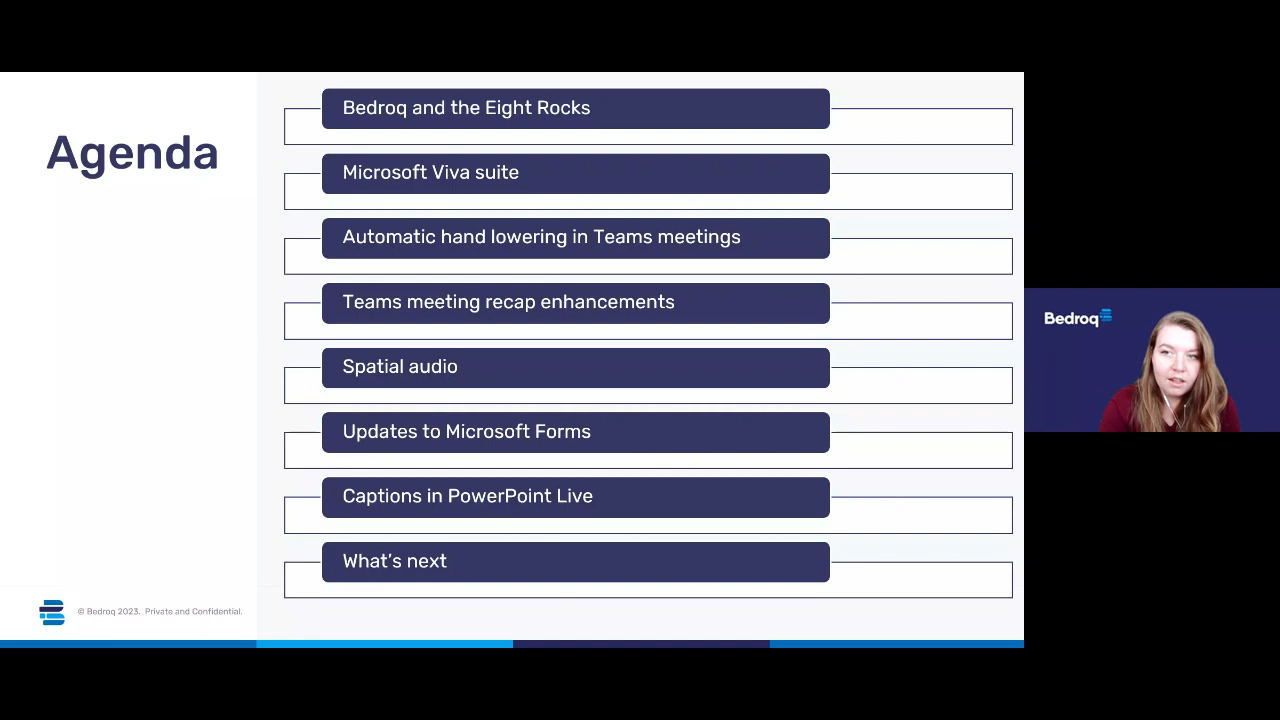 Agenda
Bedroq and the Eight Rocks
Microsoft Viva suite
Automatic hand lowering in Teams meetings
Teams meeting recap enhancements
Spatial audio
Updates to Microsoft Forms
Captions in PowerPoint Live
What's next
© Bedroq 2023. Private and Confidential.
Bedroq